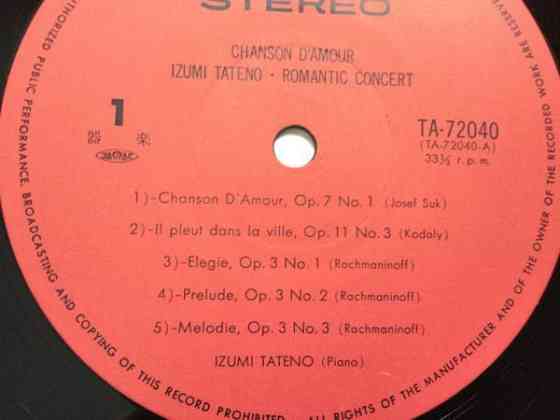 STEREO
CHANSON D'AMOUR
IZUMI TATENO · ROMANTIC CONCERT
1
楽
TA-72040
(TA-72040-A)
33⅓ r.p.m.
1)-Chanson D'Amour, Op. 7 No. 1 (Josef Suk)
2)-Il pleut dans la ville, Op. 11 No. 3 (Kodaly)
3)-Elegie, Op. 3 No. 1 (Rachmaninoff)
4)-Prelude, Op. 3 No. 2 (Rachmaninoff)
5)-Melodie, Op. 3 No. 3 (Rachmaninoff)
IZUMI TATENO (Piano)
PUBLIC PERFORMANCE, BROADCASTING AND COPYING OF THIS RECORD PROHIBITED ALL RIGHTS OF THE MANUFACTURER AND OF THE OWNER OF THE RECORDED WORK ARE